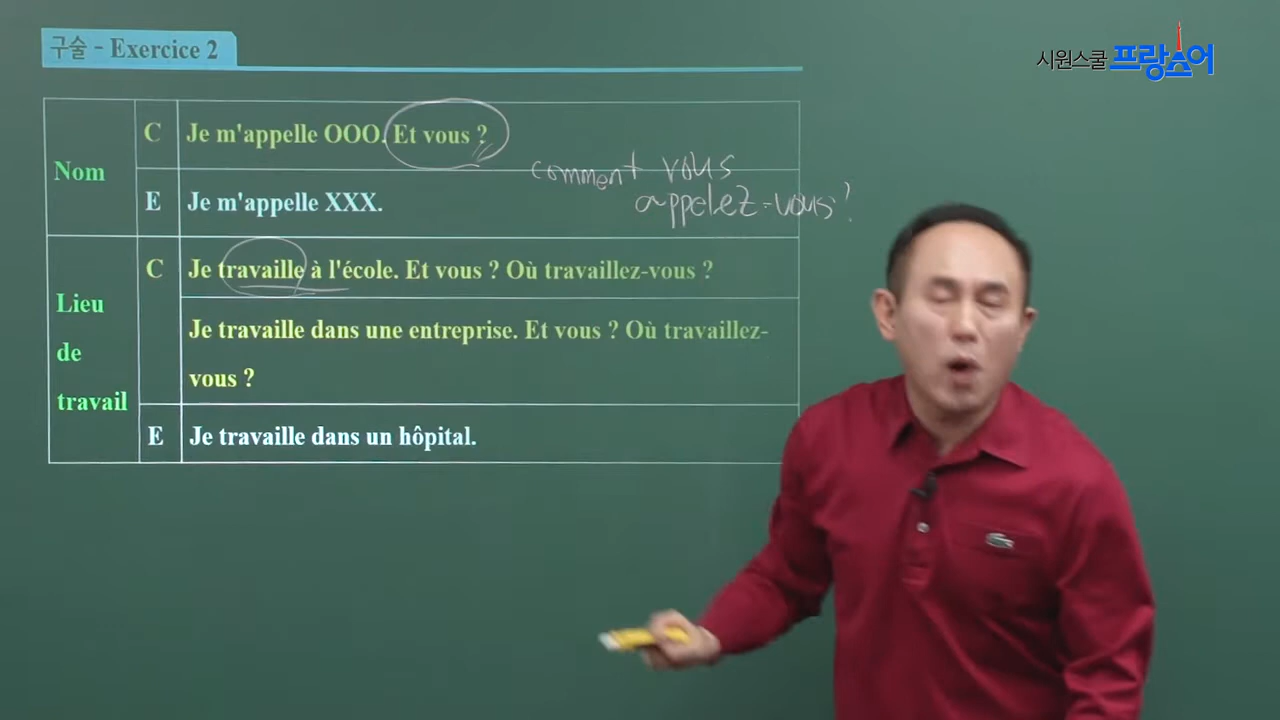 구술 - Exercice 2
시원스쿨 프랑스어
Nom
C
Je m'appelle OOO. Et vous ?
comment vous
appelez-vous?
E
Je m'appelle XXX.
Lieu
de
travail
C
Je travaille à l'école. Et vous ? Où travaillez-vous ?
Je travaille dans une entreprise. Et vous ? Où travaillez-
vous ?
E
Je travaille dans un hôpital.